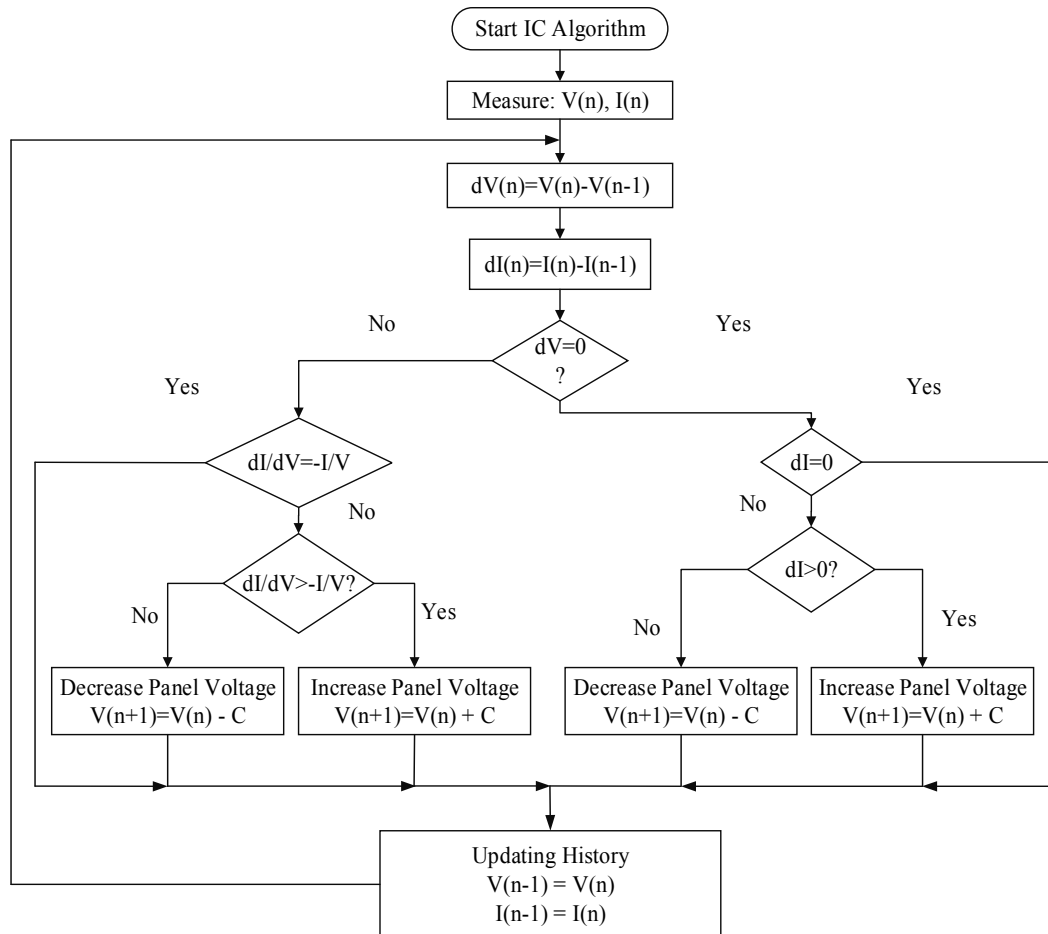 Start IC Algorithm
Measure: V(n), I(n)
dV(n)=V(n)-V(n-1)
dI(n)=I(n)-I(n-1)
No
Yes
dV=0
?
Yes
Yes
dI/dV=-I/V
dI=0
No
No
dI/dV>-I/V?
dI>0?
No
Yes
No
Yes
Decrease Panel Voltage
V(n+1)=V(n) - C
Increase Panel Voltage
V(n+1)=V(n) + C
Decrease Panel Voltage
V(n+1)=V(n) - C
Increase Panel Voltage
V(n+1)=V(n) + C
Updating History
V(n-1) = V(n)
I(n-1) = I(n)